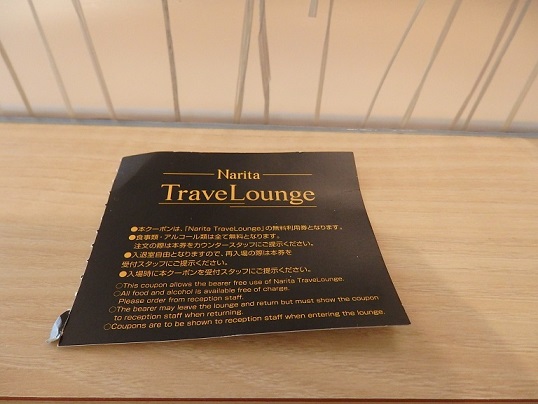 Narita
TraveLounge
●本クーポンは、「Narita TraveLounge」の無料利用券となります。
●食事類・アルコール類は全て無料となります。
注文の際は本券をカウンタースタッフにご提示ください。
●入退室自由となりますので、再入場の際は本券を
受付スタッフにご提示ください。
●入場時に本クーポンを受付スタッフにご提示ください。
○This coupon allows the bearer free use of Narita TraveLounge.
○All food and alcohol is available free of charge.
Please order from reception staff.
○The bearer may leave the lounge and return but must show the coupon
to reception staff when returning.
○Coupons are to be shown to reception staff when entering the lounge.